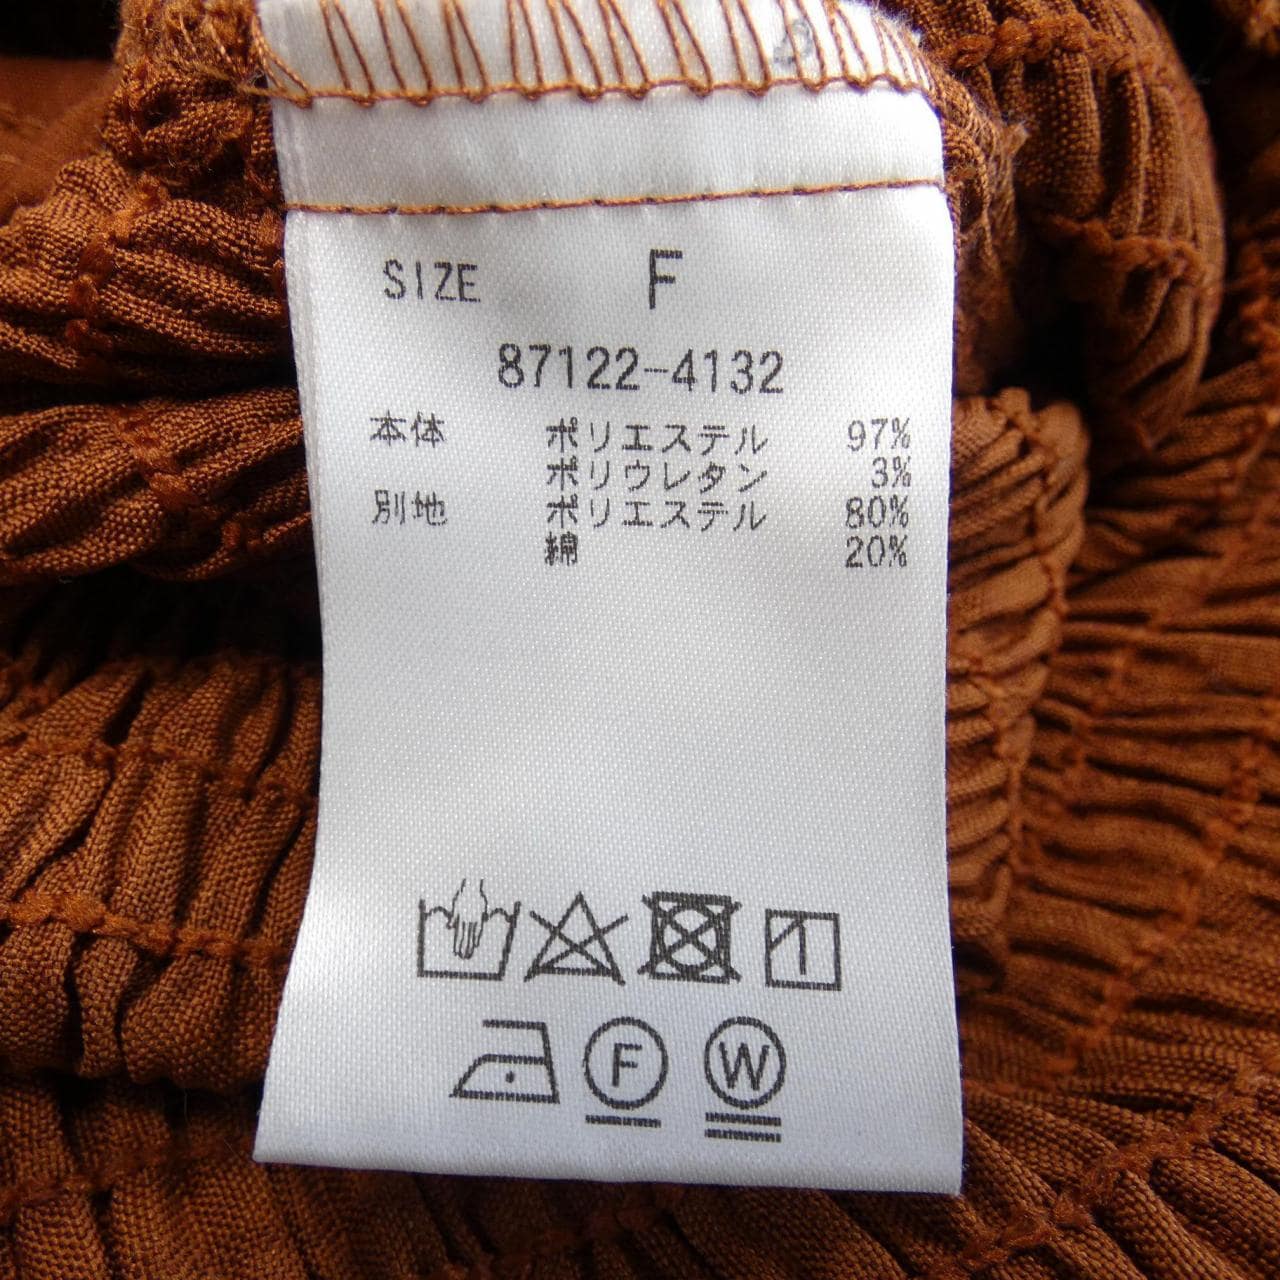 SIZE F
87122-4132
本体 ポリエステル 97%
ポリウレタン 3%
別地 ポリエステル 80%
綿 20%
F W